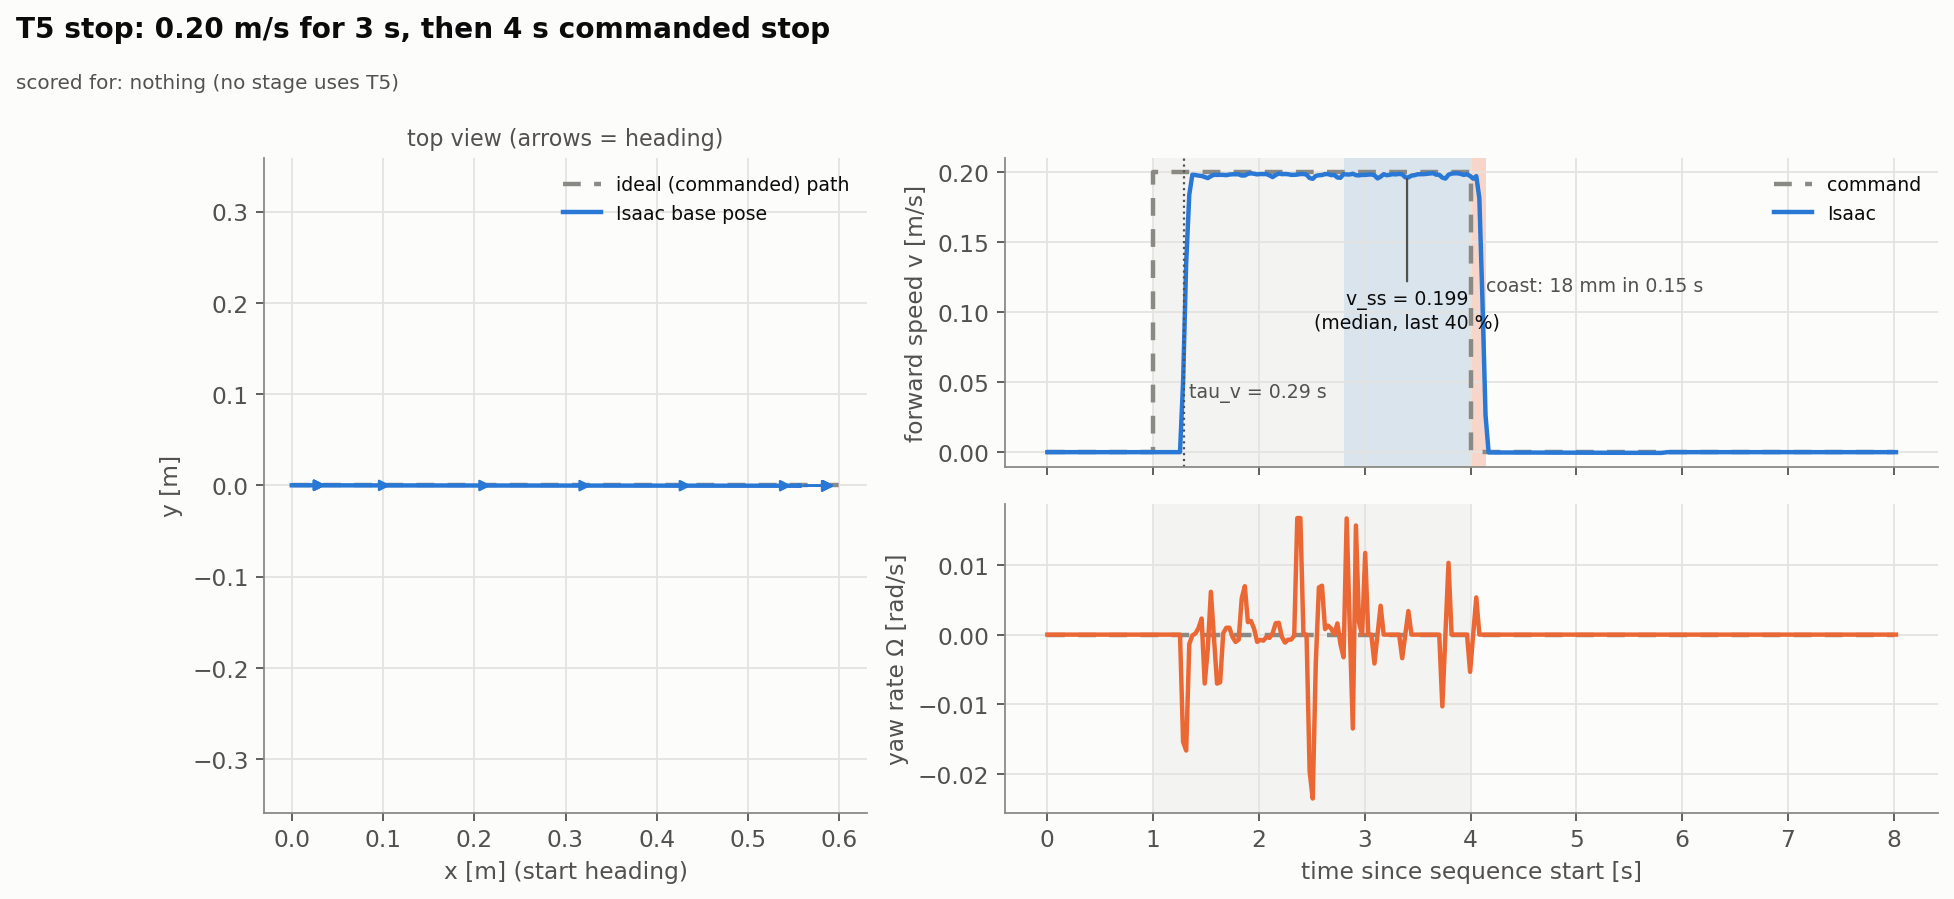 T5 stop: 0.20 m/s for 3 s, then 4 s commanded stop
scored for: nothing (no stage uses T5)
top view (arrows = heading)
ideal (commanded) path
Isaac base pose
0.3
0.2
0.1
0.0
−0.1
−0.2
−0.3
y [m]
0.0 0.1 0.2 0.3 0.4 0.5 0.6
x [m] (start heading)
command
Isaac
0.20
0.15
0.10
0.05
0.00
forward speed v [m/s]
coast: 18 mm in 0.15 s
v_ss = 0.199
(median, last 40 %)
tau_v = 0.29 s
0.01
0.00
−0.01
−0.02
yaw rate Ω [rad/s]
0 1 2 3 4 5 6 7 8
time since sequence start [s]